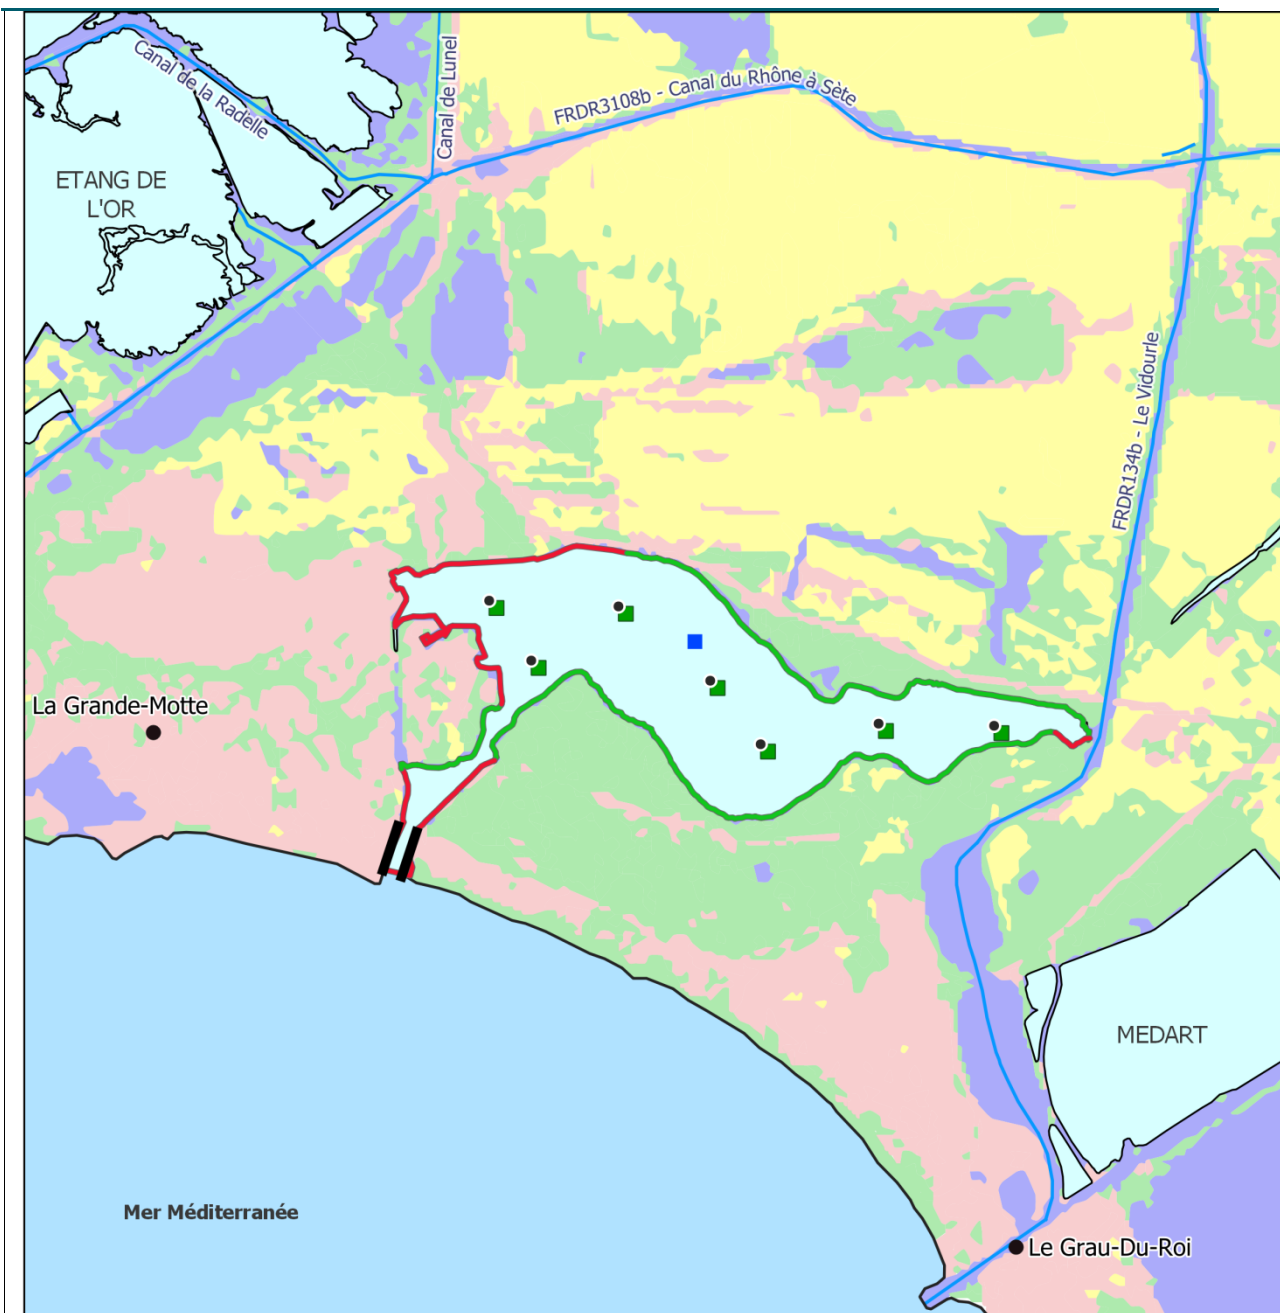 Canal de la Radelle
Canal de Lunel
FRDR3108b - Canal du Rhône à Sète
ETANG DE
L'OR
FRDR134b - Le Vidourle
La Grande-Motte
MEDART
Mer Méditerranée
Le Grau-Du-Roi